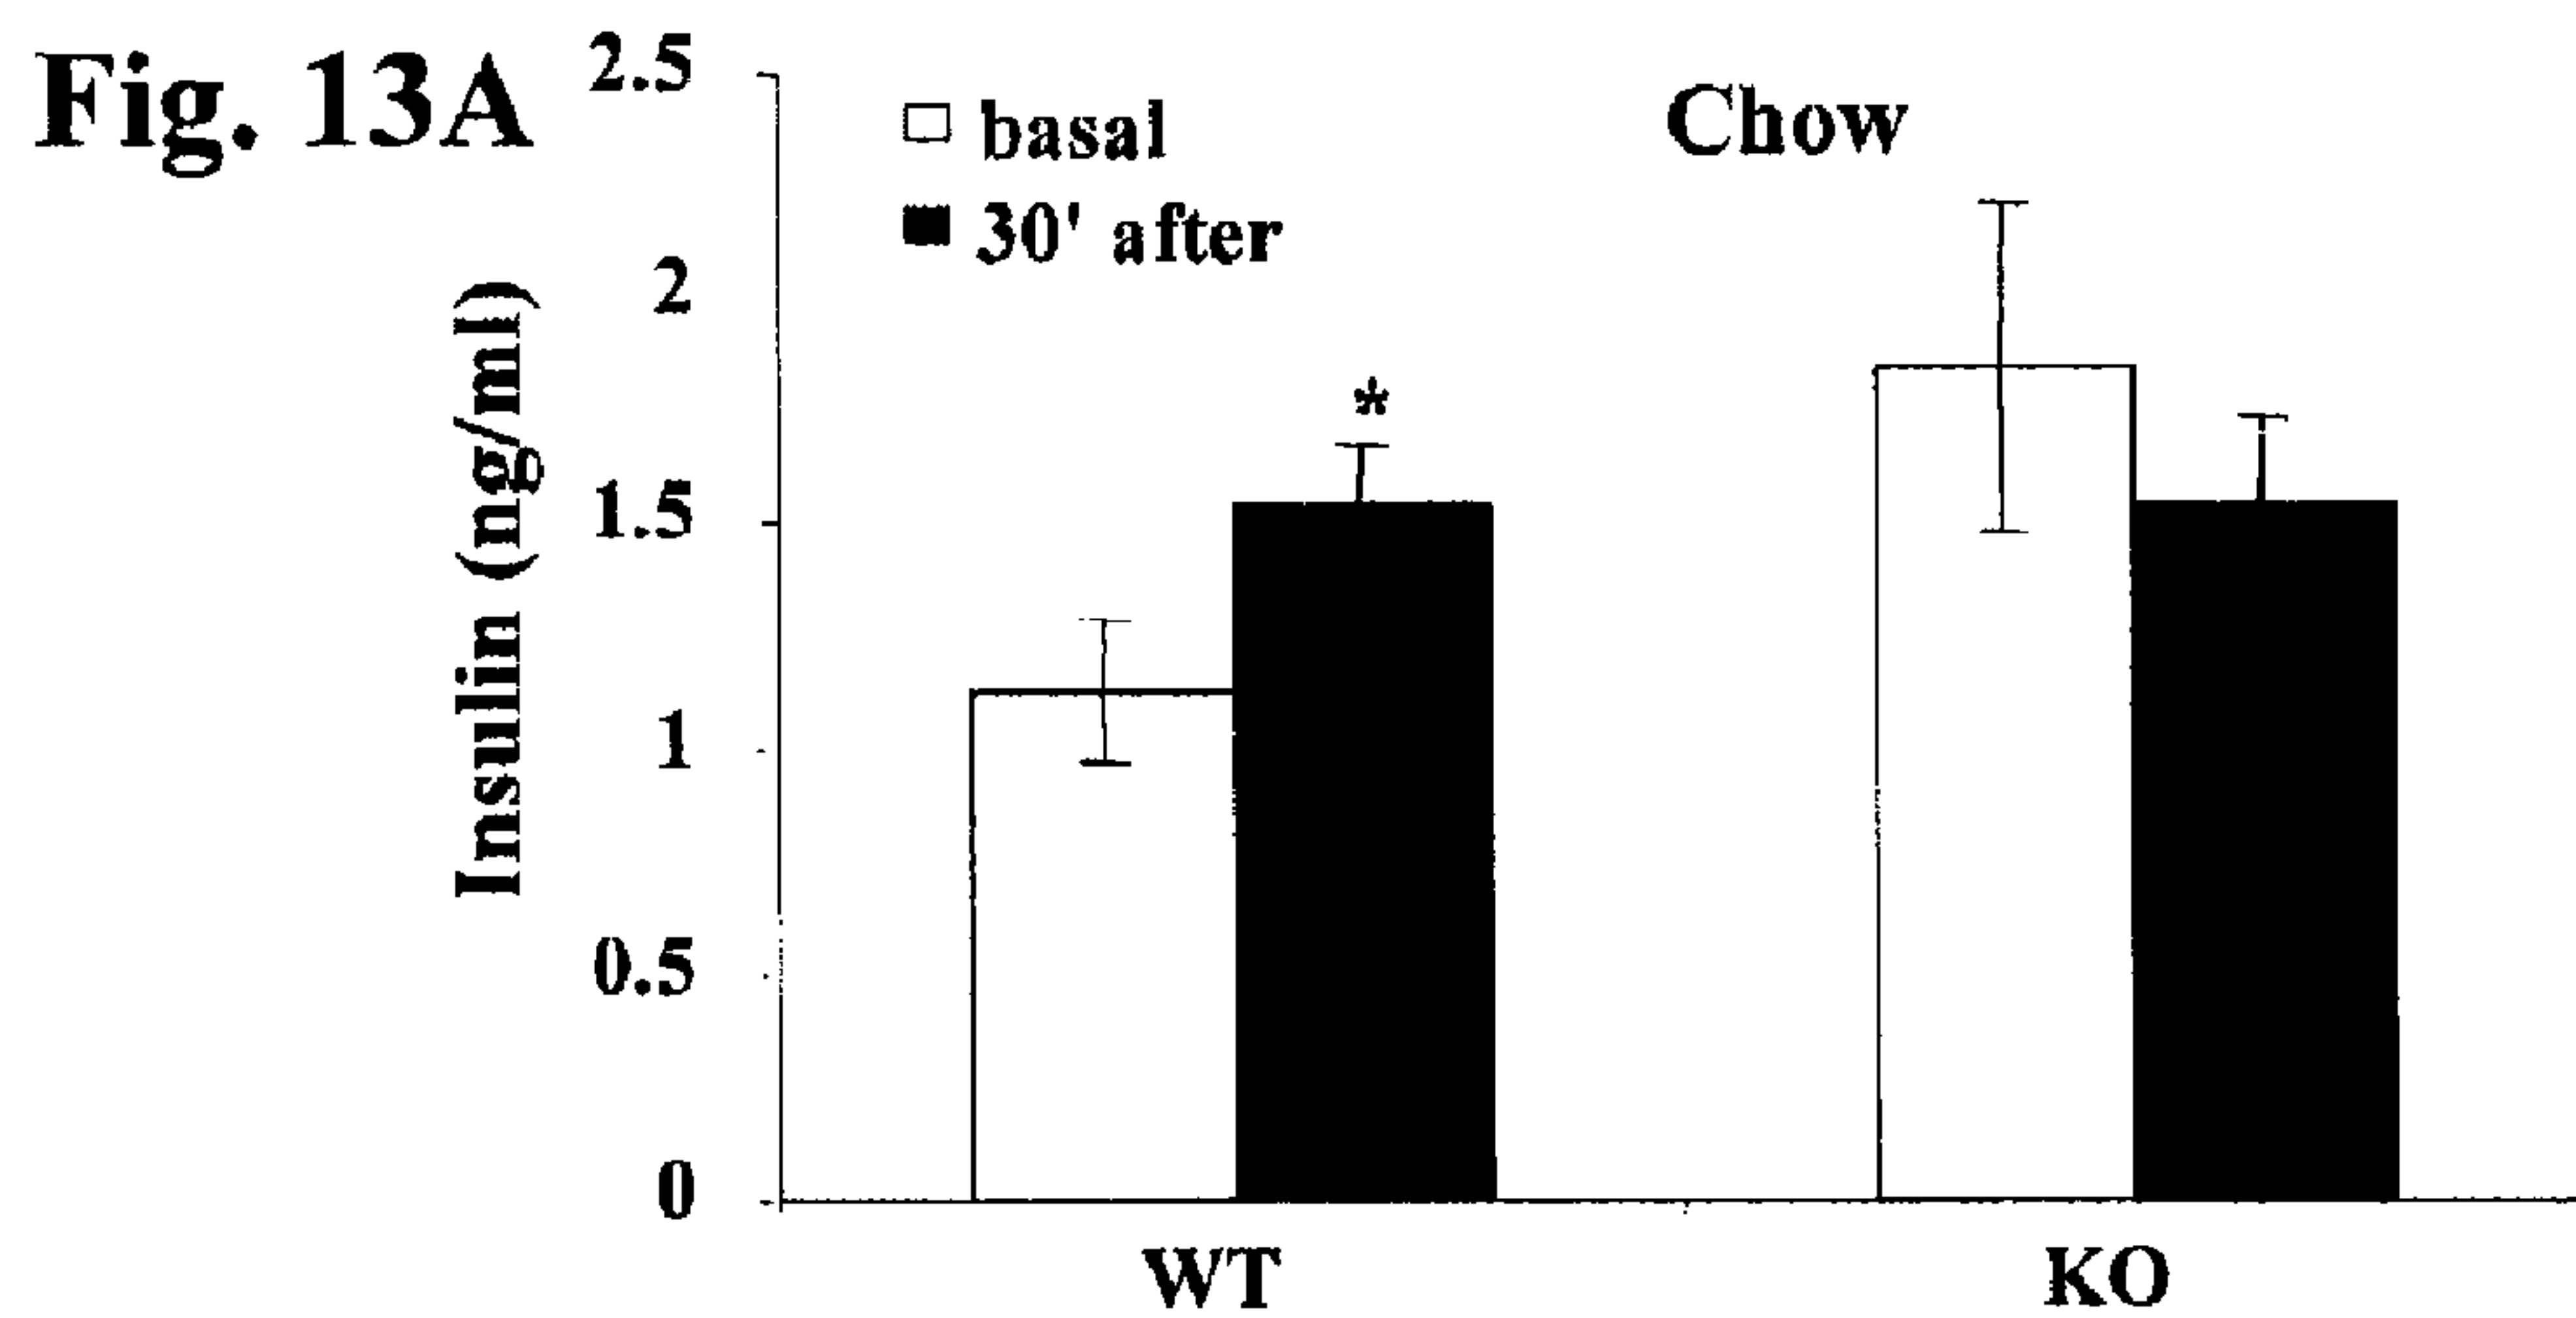 Fig. 13A
Chow
basal
30' after
Insulin (ng/ml)
2.5
2
1.5
1
0.5
0
*
WT
KO